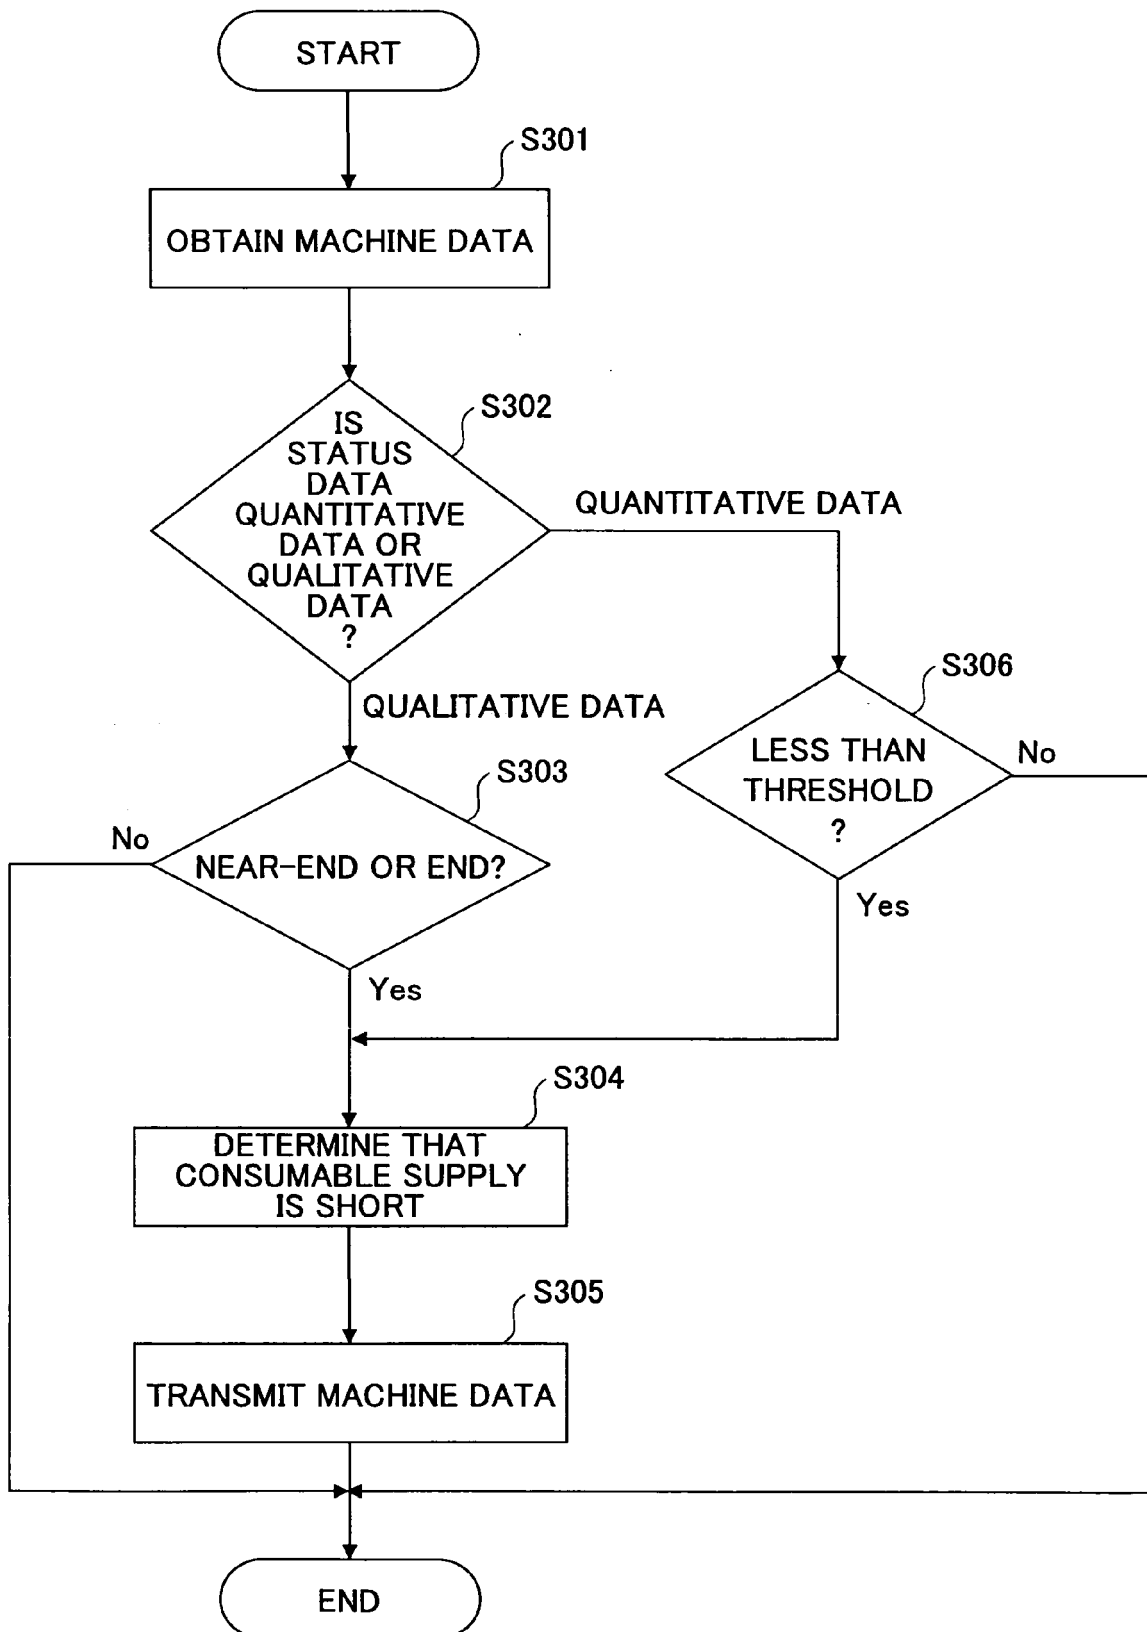 START
S301
OBTAIN MACHINE DATA
S302
IS
STATUS
DATA
QUANTITATIVE
DATA OR
QUALITATIVE
DATA
?
QUANTITATIVE DATA
QUALITATIVE DATA
S306
LESS THAN
THRESHOLD
?
No
Yes
S303
No
NEAR-END OR END?
Yes
S304
DETERMINE THAT
CONSUMABLE SUPPLY
IS SHORT
S305
TRANSMIT MACHINE DATA
END